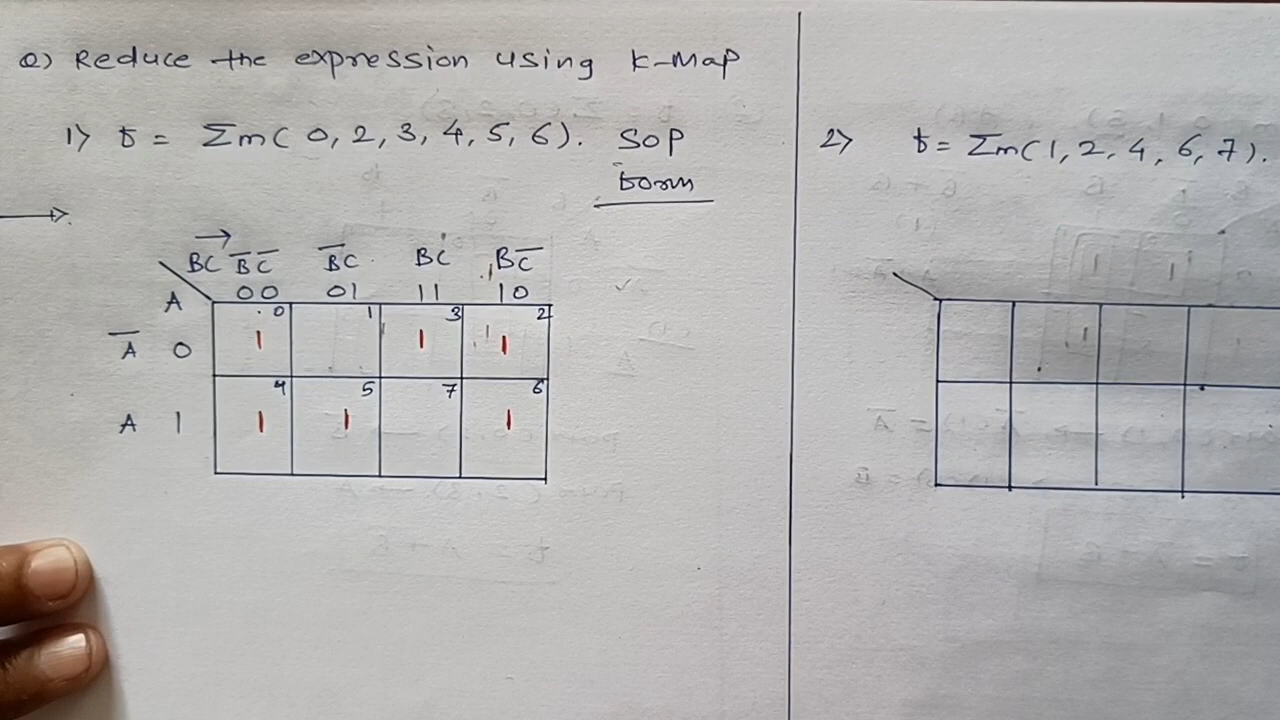 Q) Reduce the expression using K-Map
1) f = Σm( 0, 2, 3, 4, 5, 6). SOP
form
2) f = Σm( 1, 2, 4, 6, 7).
BC B̅C̅ B̅C BC BC̅
A 00 01 11 10
0 1 3 2
A̅ 0 1 1 1
4 5 7 6
A 1 1 1 1